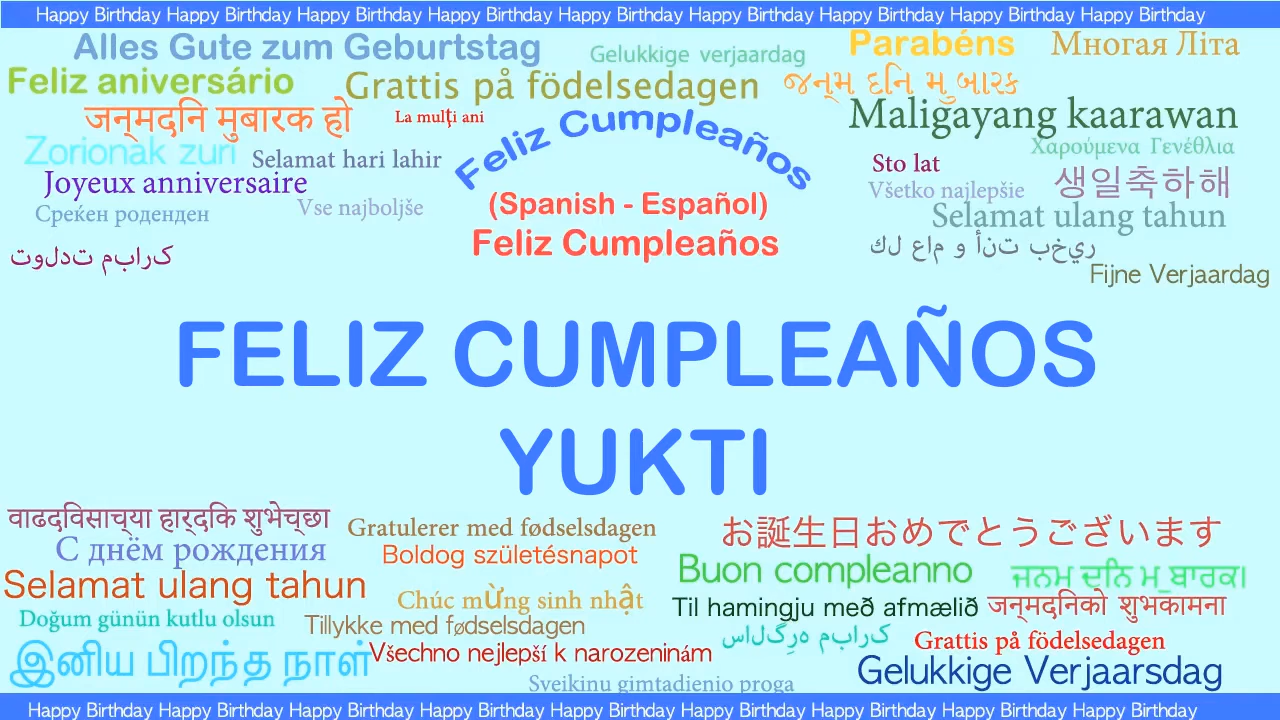 Happy Birthday Happy Birthday Happy Birthday Happy Birthday Happy Birthday Happy Birthday Happy Birthday Happy Birthday Happy Birthday
Alles Gute zum Geburtstag
Gelukkige verjaardag
Parabéns
Многая Літа
Feliz aniversário
Grattis på födelsedagen
જન્મ દિન મુબારક
जन्मदिन मुबारक हो
La mulţi ani
Feliz Cumpleaños
Maligayang kaarawan
Zorionak zuri
Selamat hari lahir
Sto lat
Χαρούμενα Γενέθλια
Joyeux anniversaire
(Spanish - Español)
Všetko najlepšie
생일축하해
Срећен роденден
Vse najboljše
Feliz Cumpleaños
Selamat ulang tahun
تولدت مبارک
كل عام و أنت بخير
Fijne Verjaardag
FELIZ CUMPLEAÑOS
YUKTI
वाढदिवसाच्या हार्दिक शुभेच्छा
Gratulerer med fødselsdagen
お誕生日おめでとうございます
С днём рождения
Boldog születésnapot
Buon compleanno
ਜਨਮ ਦਿਨ ਮੁਬਾਰਕ।
Selamat ulang tahun
Chúc mừng sinh nhật
Til hamingju með afmælið
जन्मदिनको शुभकामना
Doğum günün kutlu olsun
Tillykke med fødselsdagen
سالگرہ مبارک
Grattis på födelsedagen
இனிய பிறந்த நாள்
Všechno nejlepší k narozeninám
Gelukkige Verjaarsdag
Sveikinu gimtadienio proga
Happy Birthday Happy Birthday Happy Birthday Happy Birthday Happy Birthday Happy Birthday Happy Birthday Happy Birthday Happy Birthday